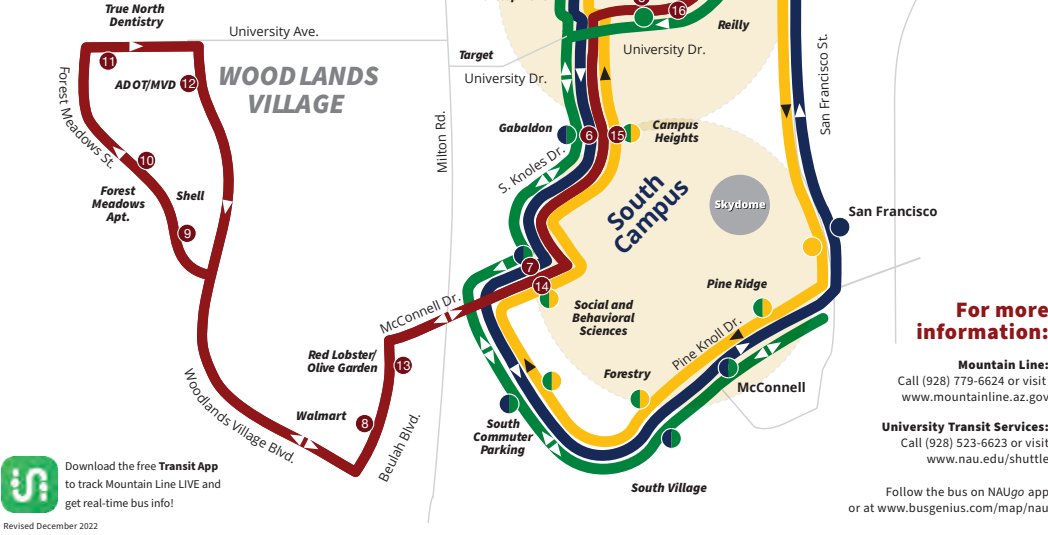 True North
Dentistry
University Ave.
11
ADOT/MVD
12
WOODLANDS
VILLAGE
Forest Meadows St.
10
Forest
Meadows
Apt.
Shell
9
Target
University Dr.
Milton Rd.
16
Reilly
University Dr.
Gabaldon
6
15
Campus
Heights
S. Knoles Dr.
South
Campus
Skydome
San Francisco St.
San Francisco
7
14
McConnell Dr.
Social and
Behavioral
Sciences
Pine Ridge
Pine Knoll Dr.
Red Lobster/
Olive Garden
13
Forestry
McConnell
Woodlands Village Blvd.
Walmart
8
Beulah Blvd.
South
Commuter
Parking
South Village
For more
information:
Mountain Line:
Call (928) 779-6624 or visit
www.mountainline.az.gov
University Transit Services:
Call (928) 523-6623 or visit
www.nau.edu/shuttle
Follow the bus on NAUgo app
or at www.busgenius.com/map/nau
Download the free Transit App
to track Mountain Line LIVE and
get real-time bus info!
Revised December 2022